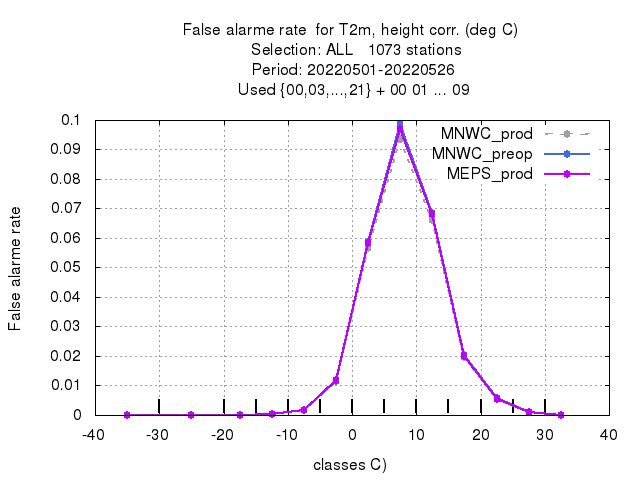 False alarme rate  for T2m, height corr. (deg C)
Selection: ALL   1073 stations
Period: 20220501-20220526
Used {00,03,...,21} + 00 01 ... 09
MNWC_prod
MNWC_preop
MEPS_prod
False alarme rate
0.1
0.09
0.08
0.07
0.06
0.05
0.04
0.03
0.02
0.01
0
-40 -30 -20 -10 0 10 20 30 40
classes C)